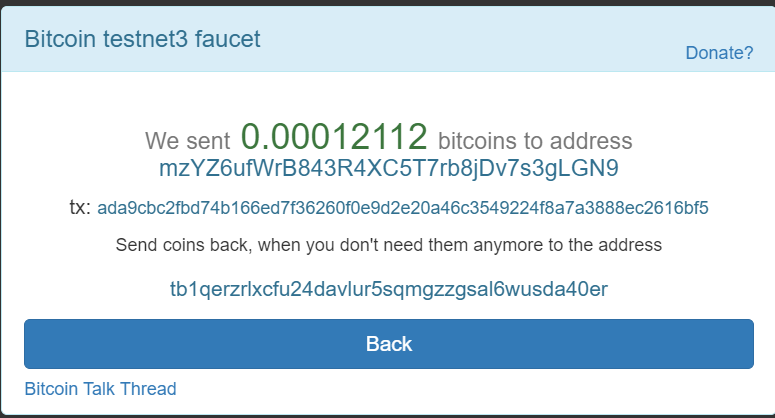 Bitcoin testnet3 faucet
Donate?
We sent 0.00012112 bitcoins to address
mzYZ6ufWrB843R4XC5T7rb8jDv7s3gLGN9
tx: ada9cbc2fbd74b166ed7f36260f0e9d2e20a46c3549224f8a7a3888ec2616bf5
Send coins back, when you don't need them anymore to the address
tb1qerzrlxcfu24davlur5sqmgzzgsal6wusda40er
Back
Bitcoin Talk Thread